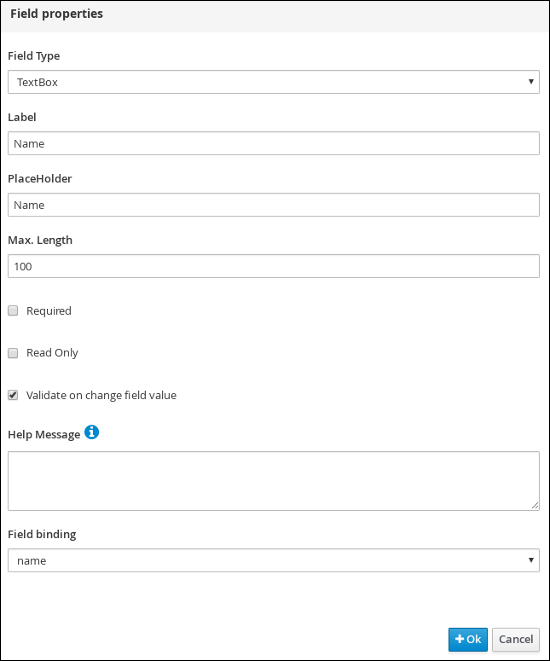 Field properties
Field Type
TextBox
Label
Name
PlaceHolder
Name
Max. Length
100
Required
Read Only
Validate on change field value
Help Message
Field binding
name
Ok Cancel